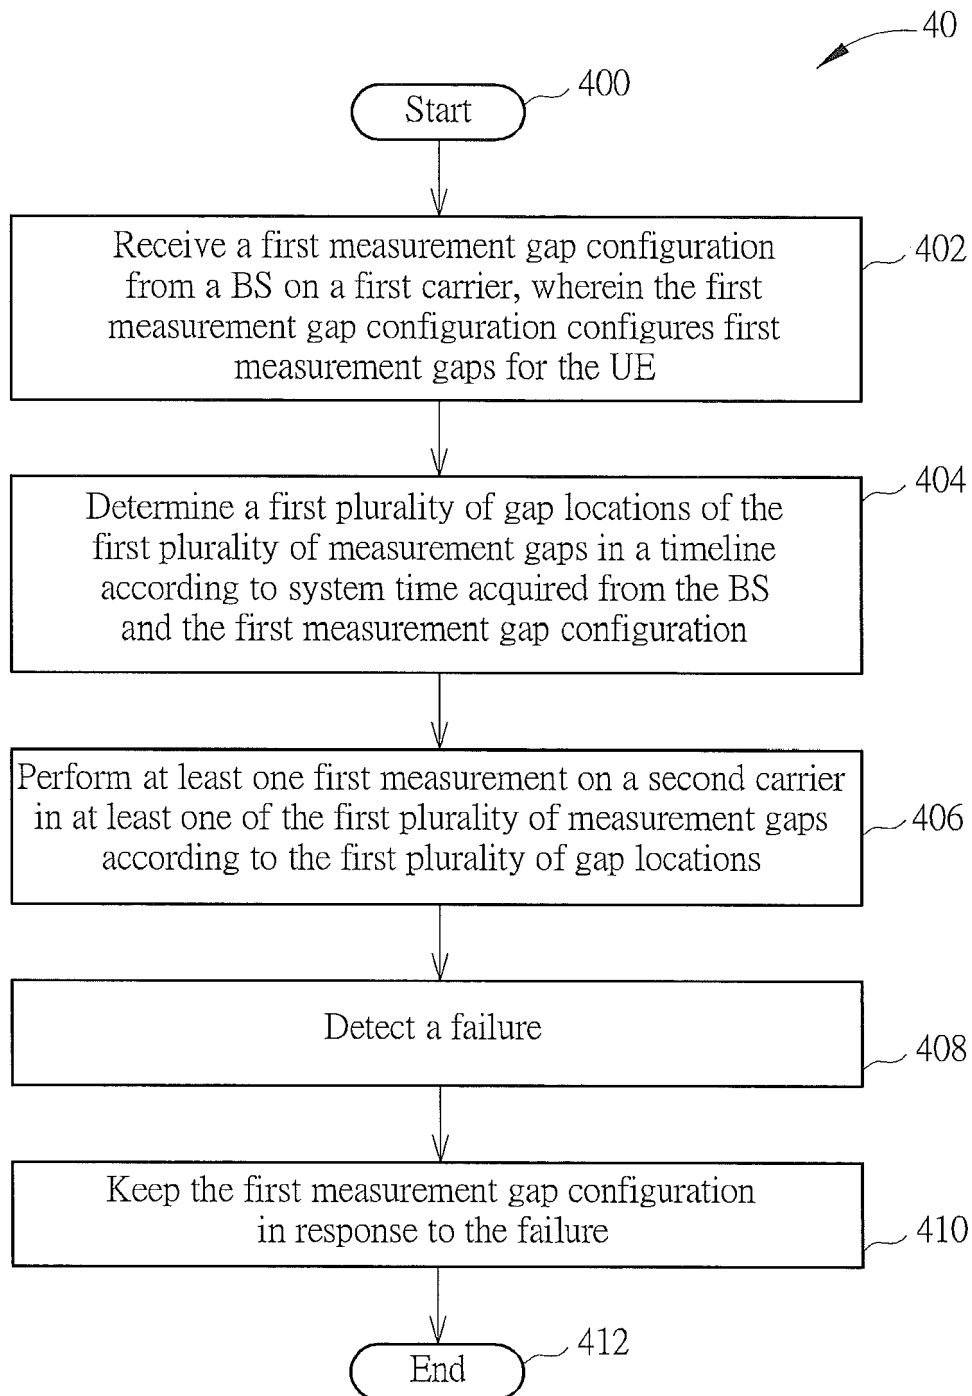 40
Start
400
Receive a first measurement gap configuration
from a BS on a first carrier, wherein the first
measurement gap configuration configures first
measurement gaps for the UE
402
Determine a first plurality of gap locations of the
first plurality of measurement gaps in a timeline
according to system time acquired from the BS
and the first measurement gap configuration
404
Perform at least one first measurement on a second carrier
in at least one of the first plurality of measurement gaps
according to the first plurality of gap locations
406
Detect a failure
408
Keep the first measurement gap configuration
in response to the failure
410
End
412